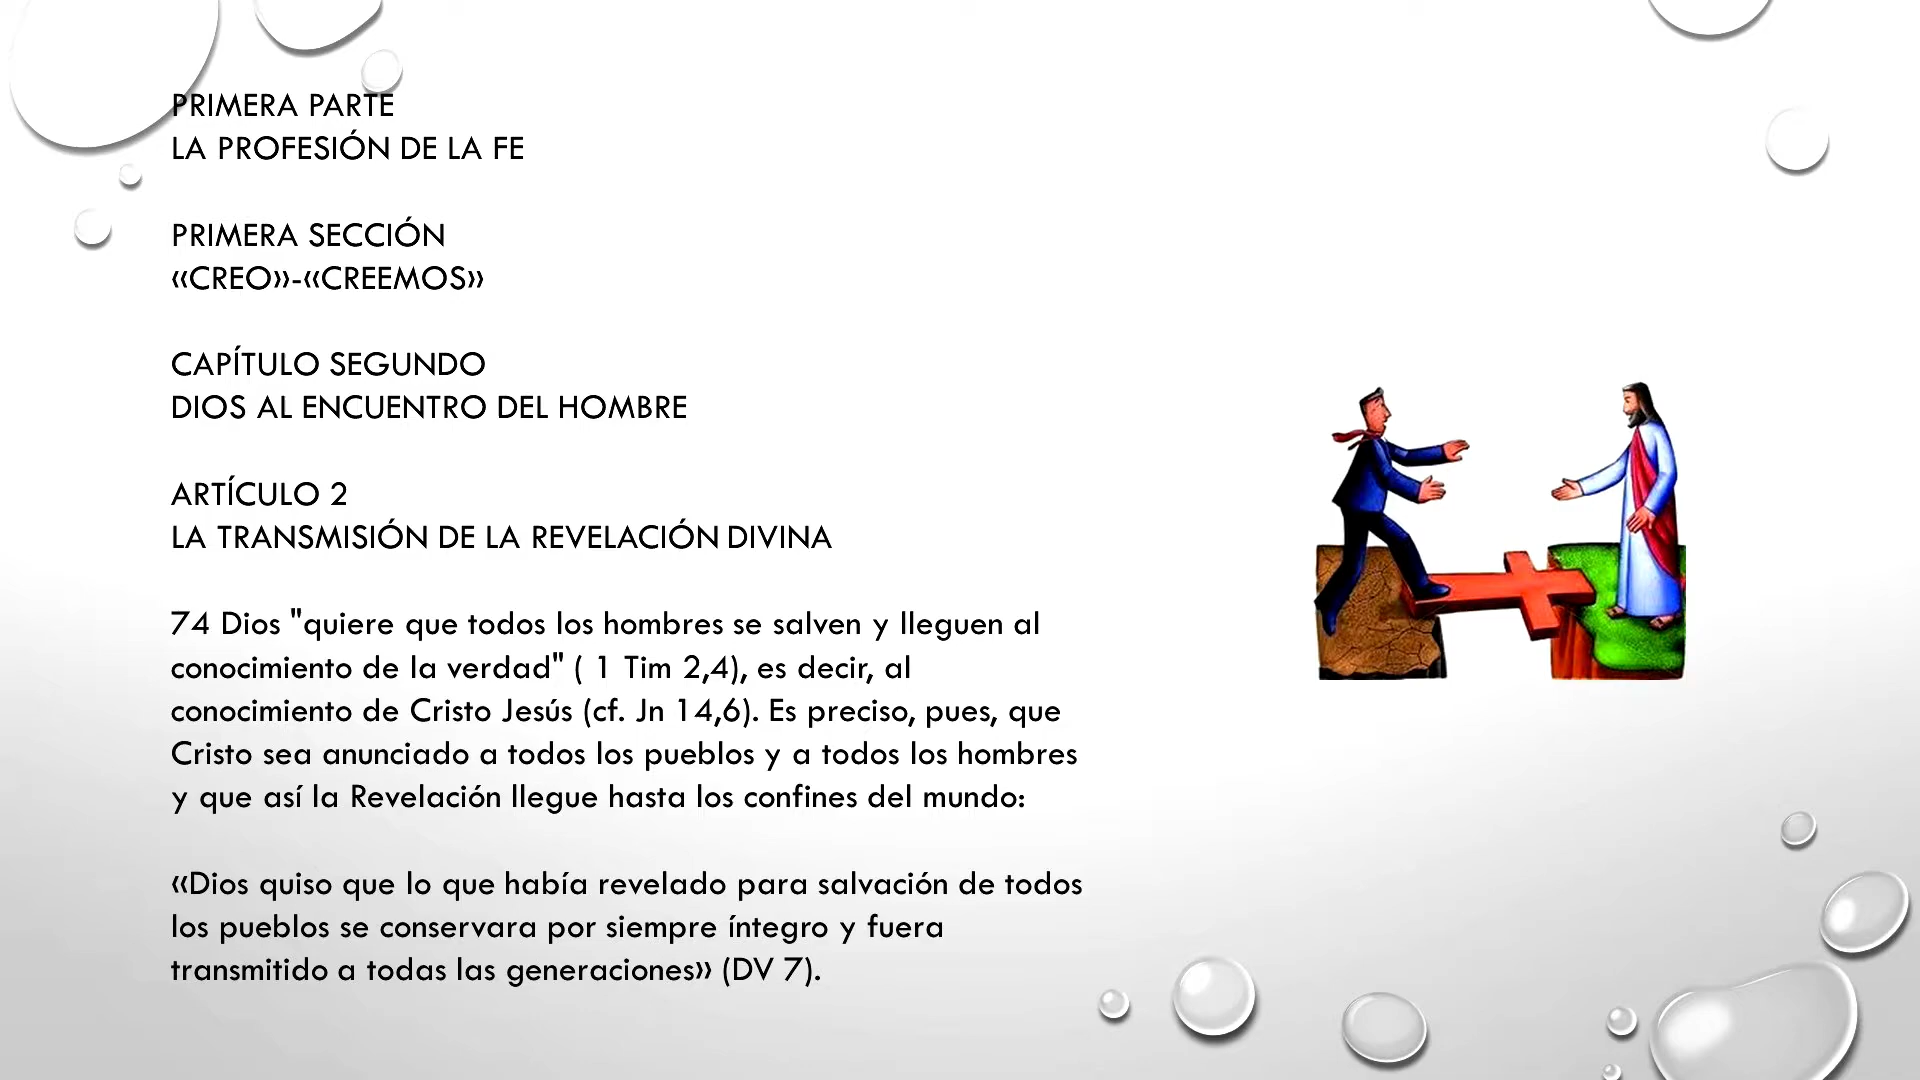 PRIMERA PARTE
LA PROFESIÓN DE LA FE
PRIMERA SECCIÓN
«CREO»-«CREEMOS»
CAPÍTULO SEGUNDO
DIOS AL ENCUENTRO DEL HOMBRE
ARTÍCULO 2
LA TRANSMISIÓN DE LA REVELACIÓN DIVINA
74 Dios "quiere que todos los hombres se salven y lleguen al
conocimiento de la verdad" ( 1 Tim 2,4), es decir, al
conocimiento de Cristo Jesús (cf. Jn 14,6). Es preciso, pues, que
Cristo sea anunciado a todos los pueblos y a todos los hombres
y que así la Revelación llegue hasta los confines del mundo:
«Dios quiso que lo que había revelado para salvación de todos
los pueblos se conservara por siempre íntegro y fuera
transmitido a todas las generaciones» (DV 7).